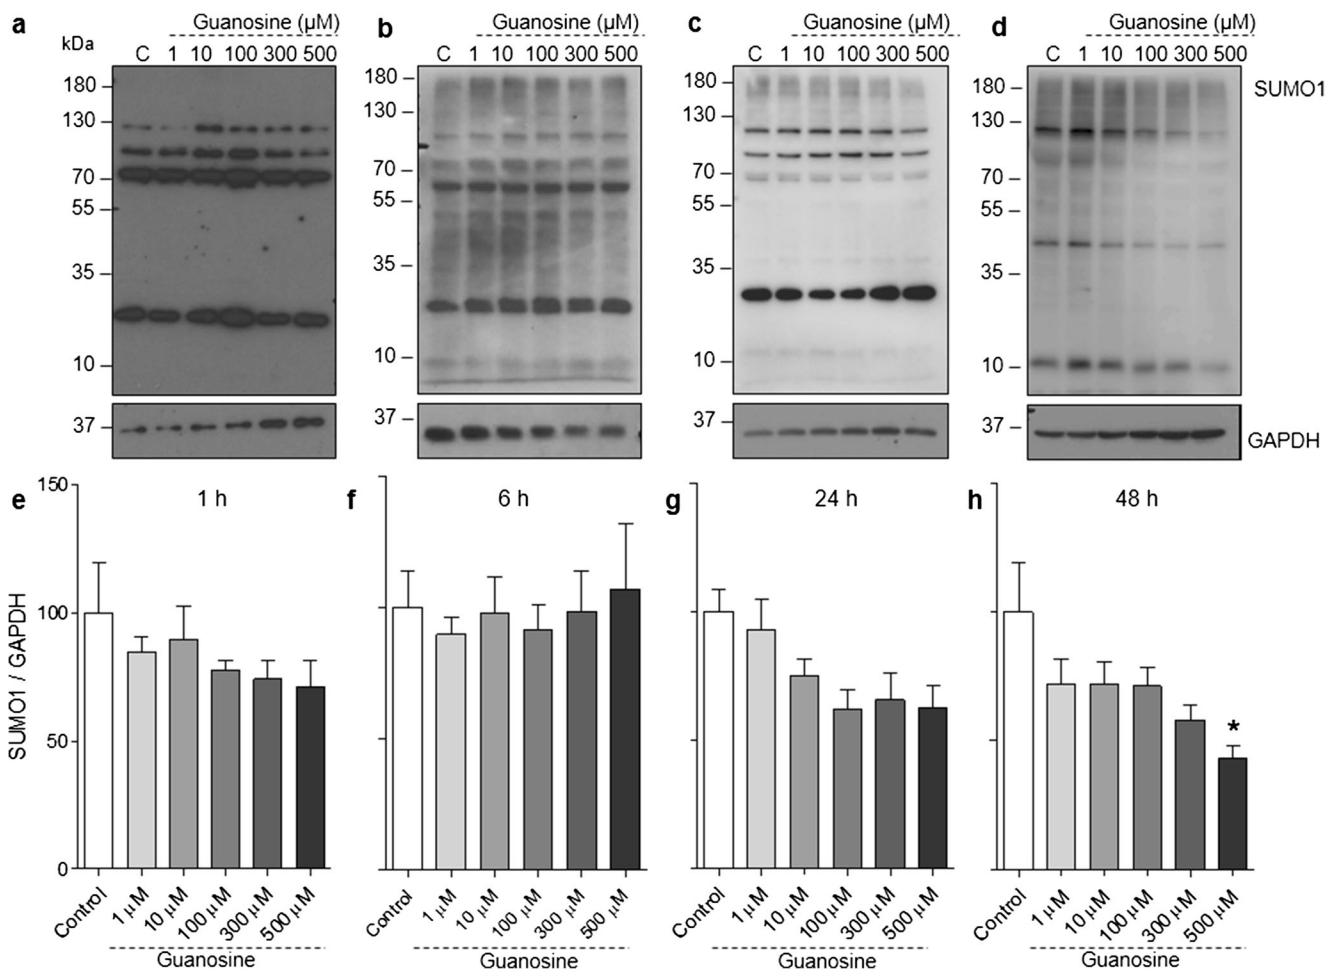 a Guanosine (µM)
kDa C 1 10 100 300 500
180
130
70
55
35
10
37
b Guanosine (µM)
C 1 10 100 300 500
180
130
70
55
35
10
37
c Guanosine (µM)
C 1 10 100 300 500
180
130
70
55
35
10
37
d Guanosine (µM)
C 1 10 100 300 500
180
130
70
55
35
10
37
SUMO1
GAPDH
e 1 h
150
100
50
0
SUMO1 / GAPDH
Control 1 µM 10 µM 100 µM 300 µM 500 µM
Guanosine
f 6 h
Control 1 µM 10 µM 100 µM 300 µM 500 µM
Guanosine
g 24 h
Control 1 µM 10 µM 100 µM 300 µM 500 µM
Guanosine
h 48 h
*
Control 1 µM 10 µM 100 µM 300 µM 500 µM
Guanosine